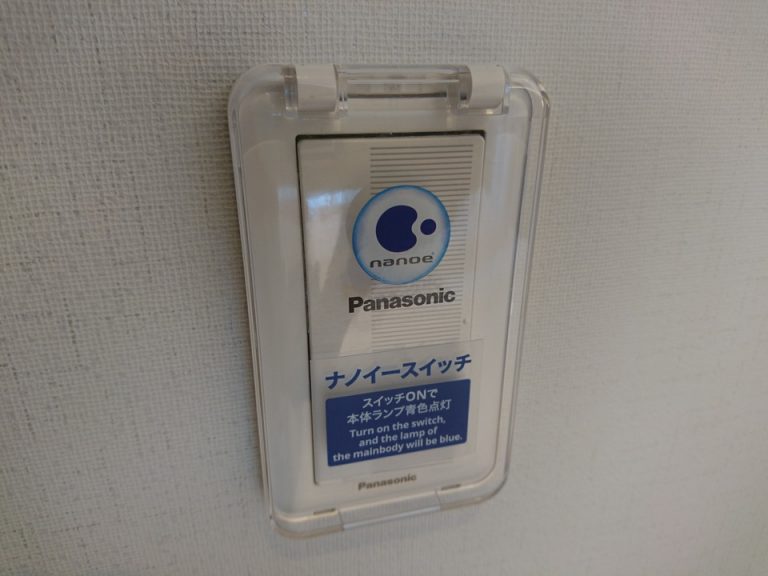 nanoe
Panasonic
ナノイースイッチ
スイッチONで
本体ランプ青色点灯
Turn on the switch,
and the lamp of
the mainbody will be blue.
Panasonic